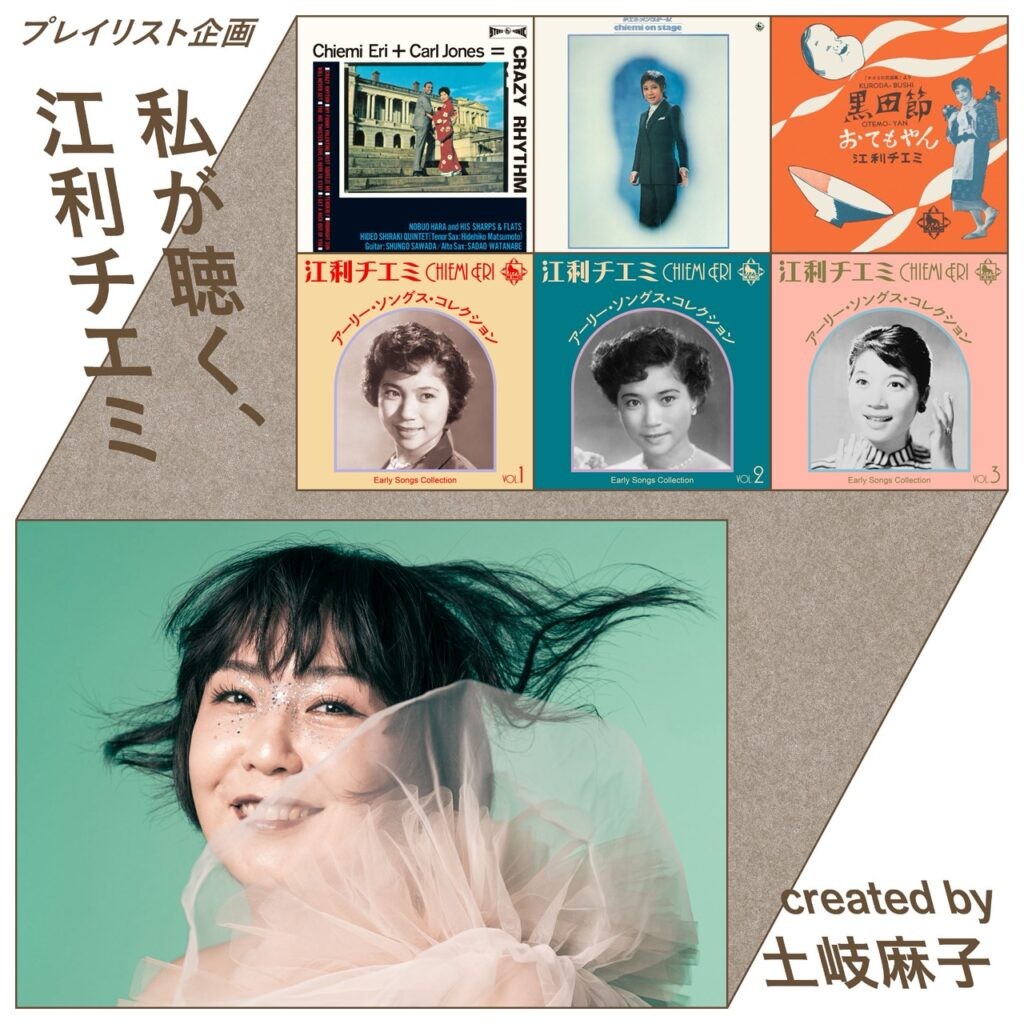 プレイリスト企画
私が聴く、
江利チエミ
Chiemi Eri + Carl Jones =
CRAZY RHYTHM
NOBUO HARA and HIS SHARPS & FLATS
HIDEO SHIRAKI QUINTET (Tenor Sax: Hidehiko Matsumoto)
Guitar: SHUNGO SAWADA / Alto Sax: SADAO WATANABE
chiemi on stage
KURODA-BUSHI
黒田節
OTEMO-YAN
おてもやん
江利チエミ
KING
江利チエミ CHIEMI ERI
アーリー・ソングス・コレクション
Early Songs Collection
VOL.1
江利チエミ CHIEMI ERI
アーリー・ソングス・コレクション
Early Songs Collection
VOL.2
江利チエミ CHIEMI ERI
アーリー・ソングス・コレクション
Early Songs Collection
VOL.3
created by
土岐麻子